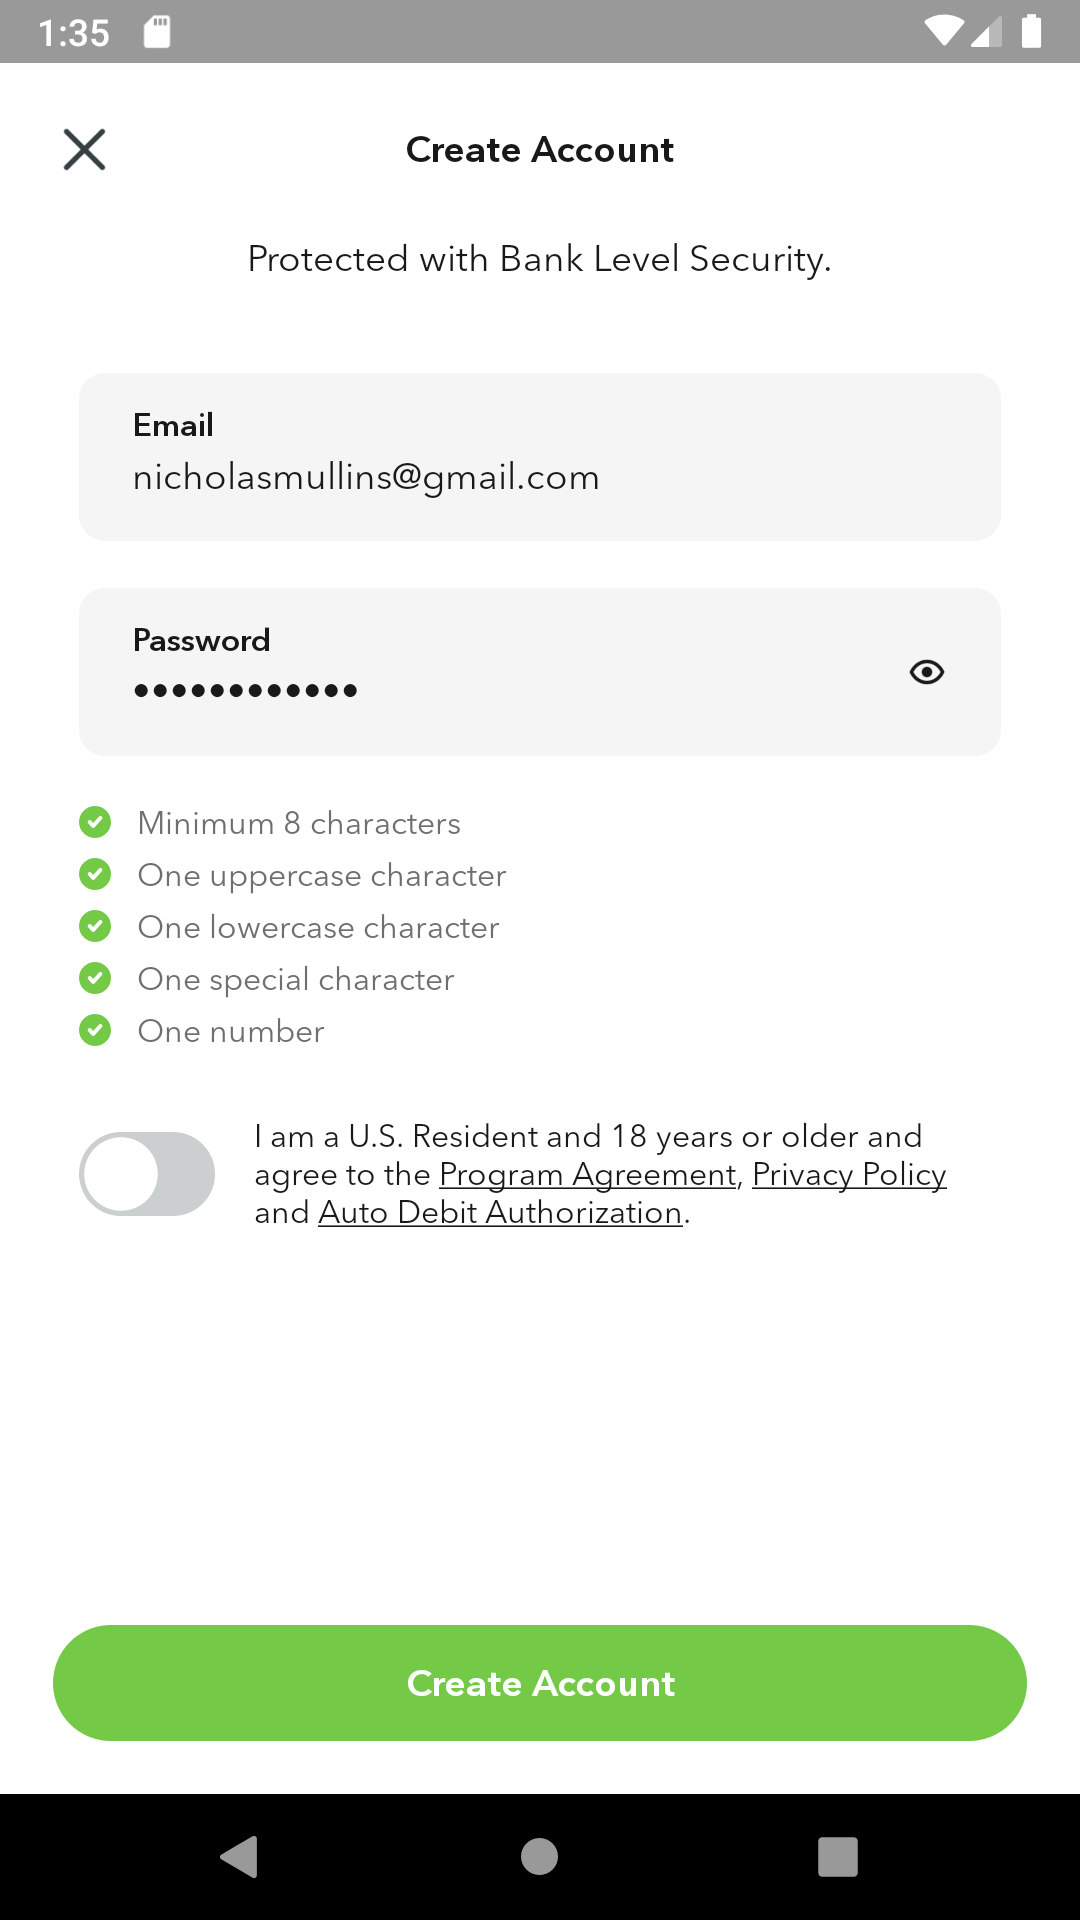 1:35
Create Account
Protected with Bank Level Security.
Email
nicholasmullins@gmail.com
Password
••••••••••••
Minimum 8 characters
One uppercase character
One lowercase character
One special character
One number
I am a U.S. Resident and 18 years or older and
agree to the Program Agreement, Privacy Policy
and Auto Debit Authorization.
Create Account